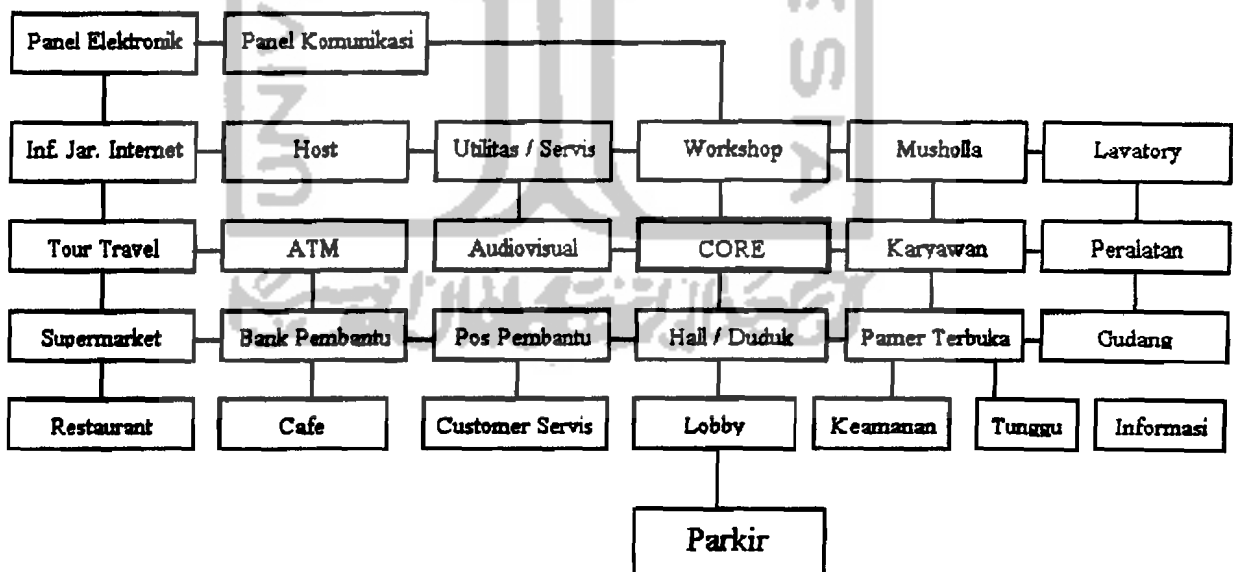 Panel Elektronik Panel Komunikasi
Inf. Jar. Internet Host Utilitas / Servis Workshop Musholla Lavatory
Tour Travel ATM Audiovisual CORE Karyawan Peralatan
Supermarket Bank Pembantu Pos Pembantu Hall / Duduk Pamer Terbuka Gudang
Restaurant Cafe Customer Servis Lobby Keamanan Tunggu Informasi
Parkir